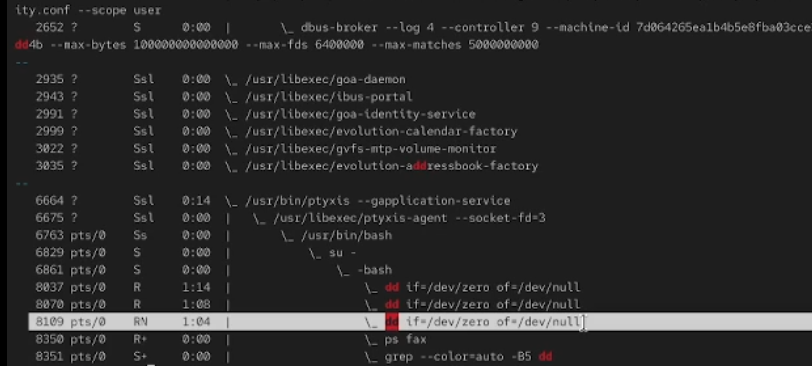 ity.conf --scope user
2652 ? S 0:00 | \_ dbus-broker --log 4 --controller 9 --machine-id 7d064265ea1b4b5e8fba03cce
dd4b --max-bytes 100000000000000 --max-fds 6400000 --max-matches 5000000000
--
2935 ? Ssl 0:00 \_ /usr/libexec/goa-daemon
2943 ? Ssl 0:00 \_ /usr/libexec/ibus-portal
2991 ? Ssl 0:00 \_ /usr/libexec/goa-identity-service
2999 ? Ssl 0:00 \_ /usr/libexec/evolution-calendar-factory
3022 ? Ssl 0:00 \_ /usr/libexec/gvfs-mtp-volume-monitor
3035 ? Ssl 0:00 \_ /usr/libexec/evolution-addressbook-factory
--
6664 ? Ssl 0:14 \_ /usr/bin/ptyxis --gapplication-service
6675 ? Ssl 0:00 | \_ /usr/libexec/ptyxis-agent --socket-fd=3
6763 pts/0 Ss 0:00 | \_ /usr/bin/bash
6829 pts/0 S 0:00 | \_ su -
6861 pts/0 S 0:00 | \_ -bash
8037 pts/0 R 1:14 | \_ dd if=/dev/zero of=/dev/null
8070 pts/0 R 1:08 | \_ dd if=/dev/zero of=/dev/null
8109 pts/0 RN 1:04 | \_ dd if=/dev/zero of=/dev/null
8350 pts/0 R+ 0:00 | \_ ps fax
8351 pts/0 S+ 0:00 | \_ grep --color=auto -B5 dd